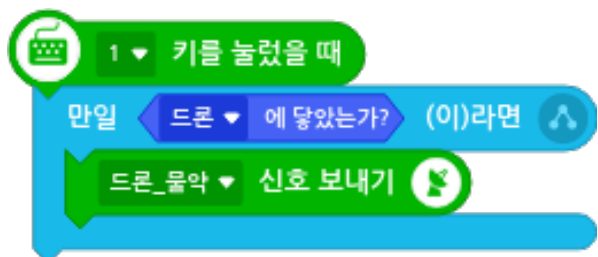 1 키를 눌렀을 때
만일 드론 에 닿았는가? (이)라면
드론_물약 신호 보내기